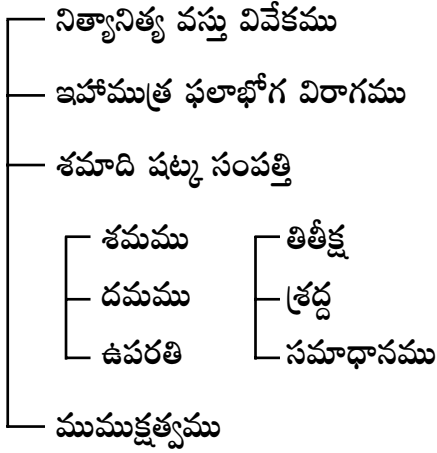 నిత్యానిత్య వస్తు వివేకము
ఇహాముత్ర ఫలాభోగ విరాగము
శమాది షట్క సంపత్తి
శమము
దమము
ఉపరతి
తితీక్ష
శ్రద్ద
సమాధానము
ముముక్షత్వము